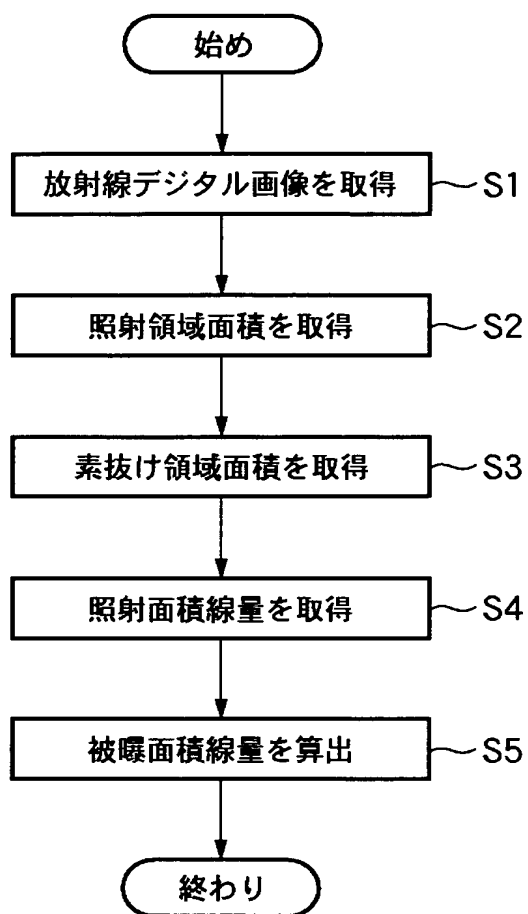 始め
放射線デジタル画像を取得 S1
照射領域面積を取得 S2
素抜け領域面積を取得 S3
照射面積線量を取得 S4
被曝面積線量を算出 S5
終わり